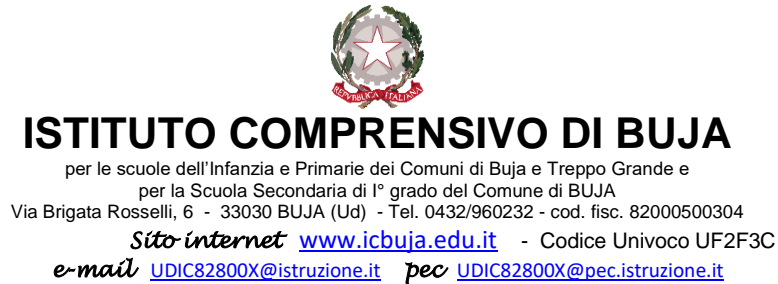 REPVBBLICA ITALIANA
ISTITUTO COMPRENSIVO DI BUJA
per le scuole dell'Infanzia e Primarie dei Comuni di Buja e Treppo Grande e
per la Scuola Secondaria di I° grado del Comune di BUJA
Via Brigata Rosselli, 6 - 33030 BUJA (Ud) - Tel. 0432/960232 - cod. fisc. 82000500304
Sito internet www.icbuja.edu.it - Codice Univoco UF2F3C
e-mail UDIC82800X@istruzione.it pec UDIC82800X@pec.istruzione.it